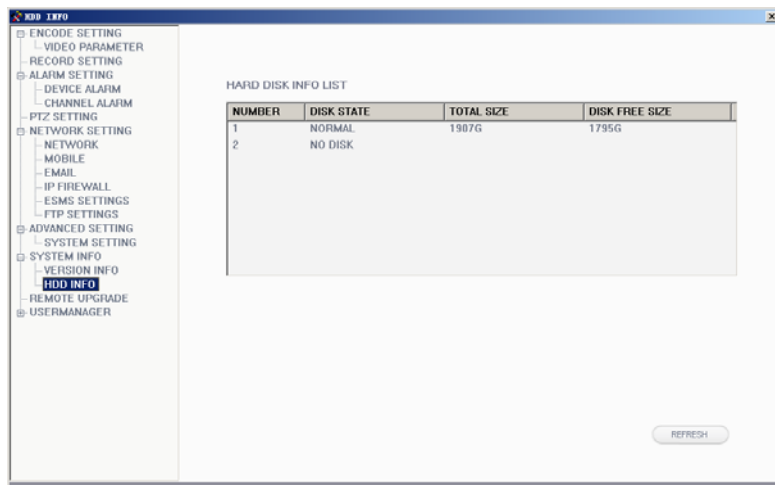 HDD INFO
ENCODE SETTING
VIDEO PARAMETER
RECORD SETTING
ALARM SETTING
DEVICE ALARM
CHANNEL ALARM
PTZ SETTING
NETWORK SETTING
NETWORK
MOBILE
EMAIL
IP FIREWALL
ESMS SETTINGS
FTP SETTINGS
ADVANCED SETTING
SYSTEM SETTING
SYSTEM INFO
VERSION INFO
HDD INFO
REMOTE UPGRADE
USERMANAGER
HARD DISK INFO LIST
NUMBER DISK STATE TOTAL SIZE DISK FREE SIZE
1 NORMAL 1907G 1795G
2 NO DISK
REFRESH